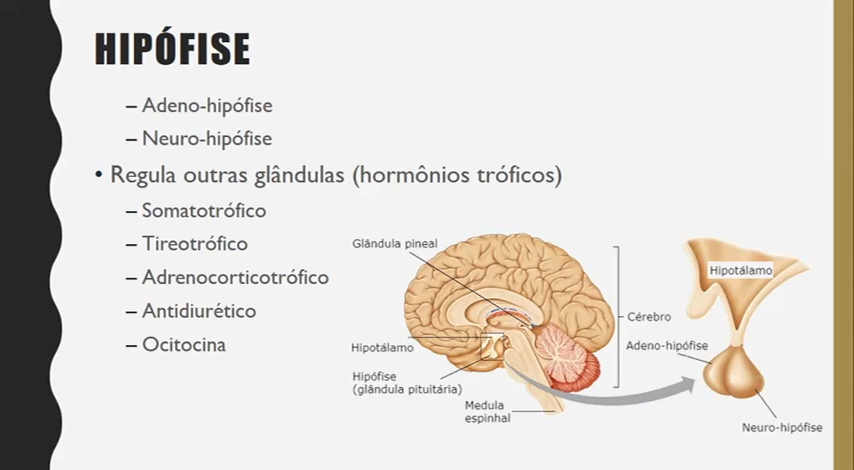 HIPÓFISE
– Adeno-hipófise
– Neuro-hipófise
• Regula outras glândulas (hormônios tróficos)
– Somatotrófico
– Tireotrófico
– Adrenocorticotrófico
– Antidiurético
– Ocitocina
Glândula pineal
Hipotálamo
Hipófise
(glândula pituitária)
Medula
espinhal
Cérebro
Hipotálamo
Adeno-hipófise
Neuro-hipófise